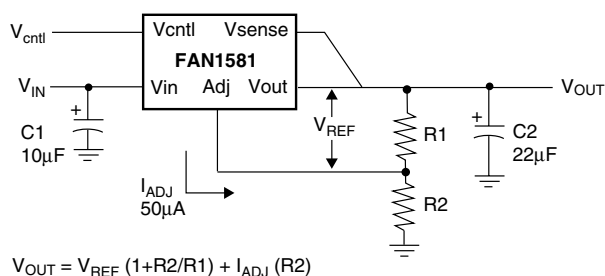 Vcntl
Vcntl Vsense
FAN1581
VIN
Vin Adj Vout
VOUT
+
C1
10µF
VREF
R1
+
C2
22µF
IADJ
50µA
R2
VOUT = VREF (1+R2/R1) + IADJ (R2)